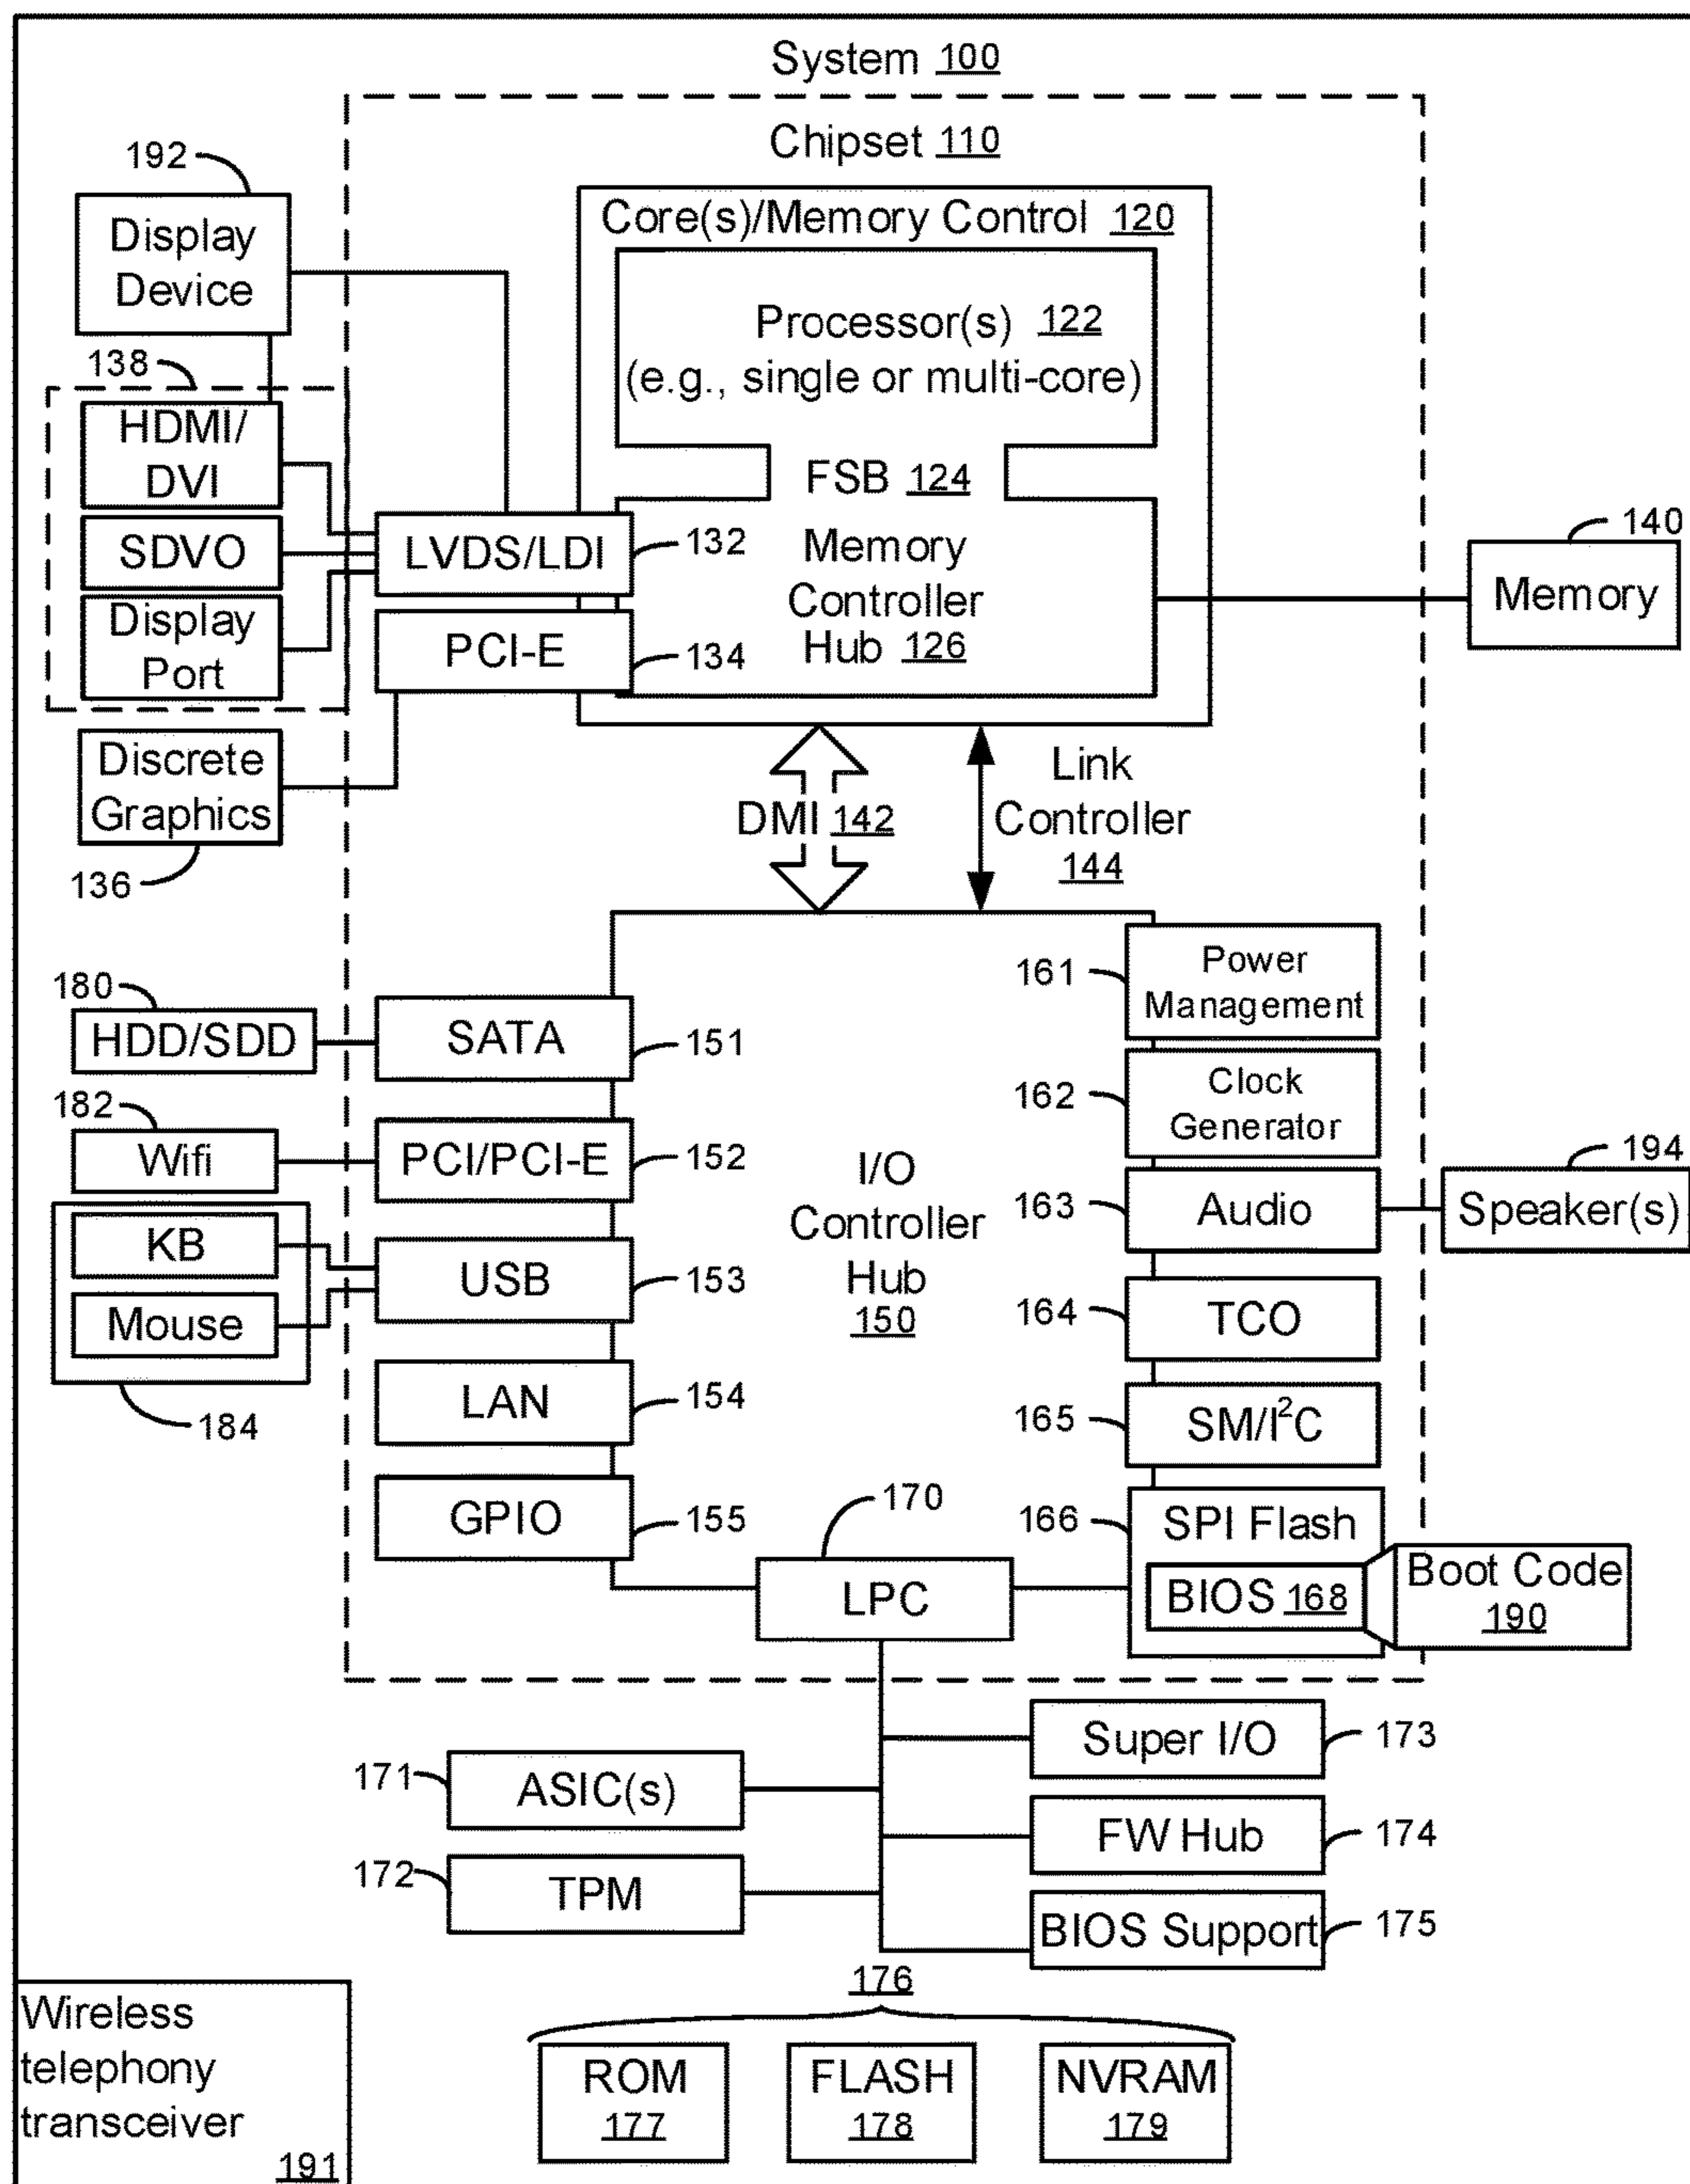 System 100
Chipset 110
192
Display
Device
Core(s)/Memory Control 120
Processor(s) 122
(e.g., single or multi-core)
138
HDMI/
DVI
SDVO
Display
Port
LVDS/LDI
132
PCI-E
134
FSB 124
Memory
Controller
Hub 126
140
Memory
Discrete
Graphics
136
DMI 142
Link
Controller
144
180
HDD/SDD
SATA
151
182
Wifi
PCI/PCI-E
152
KB
Mouse
184
USB
153
LAN
154
GPIO
155
I/O
Controller
Hub
150
161
Power
Management
162
Clock
Generator
163
Audio
194
Speaker(s)
164
TCO
165
SM/I²C
166
SPI Flash
BIOS 168
Boot Code
190
170
LPC
171
ASIC(s)
172
TPM
Super I/O
173
FW Hub
174
BIOS Support
175
176
ROM
177
FLASH
178
NVRAM
179
Wireless
telephony
transceiver
191